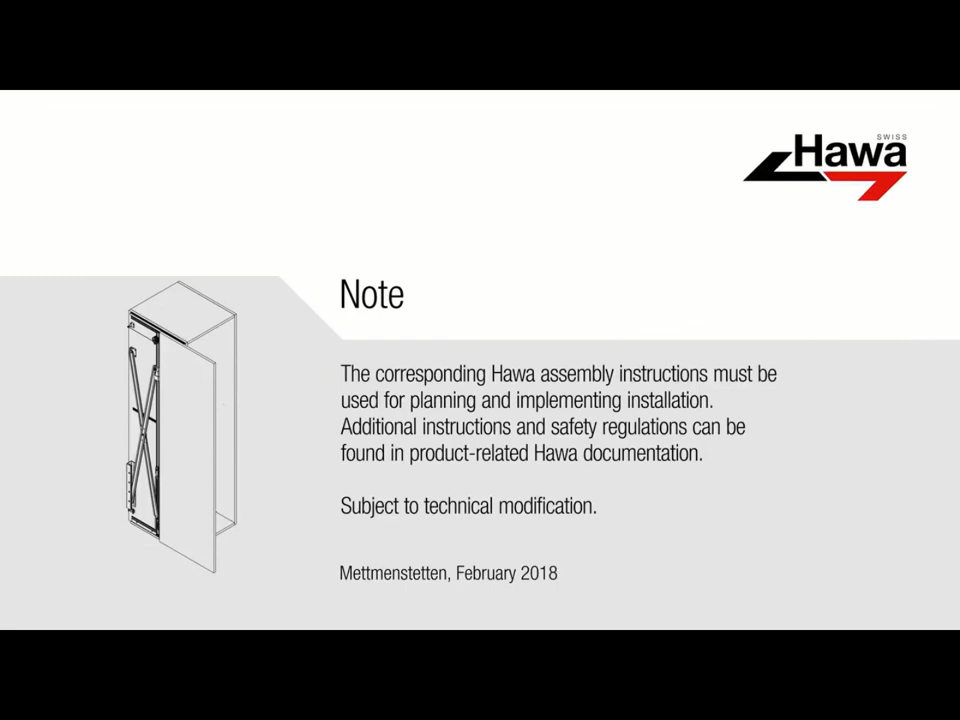 SWISS
Hawa
Note
The corresponding Hawa assembly instructions must be
used for planning and implementing installation.
Additional instructions and safety regulations can be
found in product-related Hawa documentation.
Subject to technical modification.
Mettmenstetten, February 2018